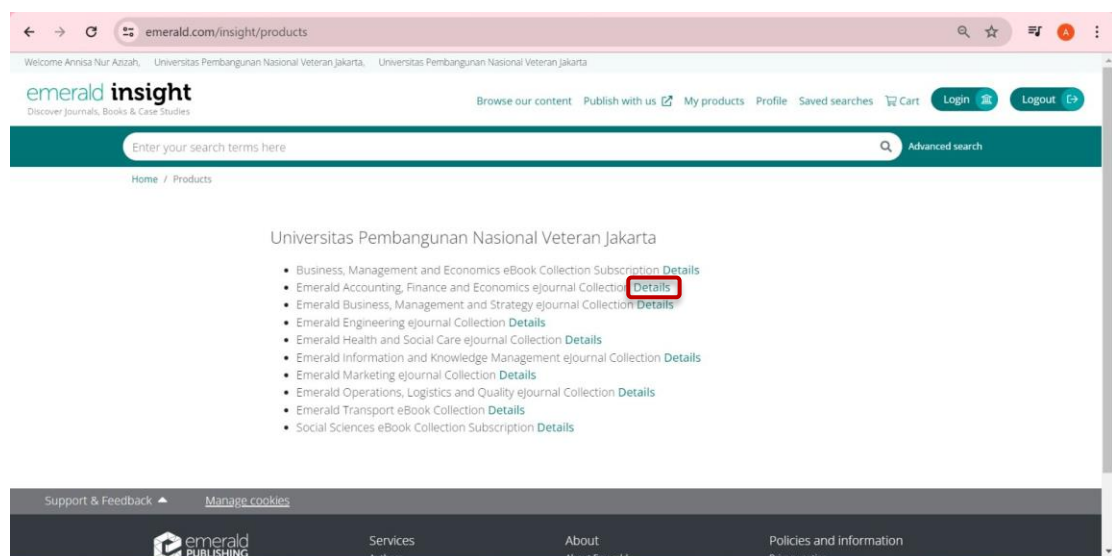 emerald.com/insight/products
A
Welcome Annisa Nur Azizah, Universitas Pembangunan Nasional Veteran Jakarta, Universitas Pembangunan Nasional Veteran Jakarta
emerald insight
Discover Journals, Books & Case Studies
Browse our content Publish with us My products Profile Saved searches Cart Login Logout
Enter your search terms here
Advanced search
Home / Products
Universitas Pembangunan Nasional Veteran Jakarta
• Business, Management and Economics eBook Collection Subscription Details
• Emerald Accounting, Finance and Economics eJournal Collection Details
• Emerald Business, Management and Strategy eJournal Collection Details
• Emerald Engineering eJournal Collection Details
• Emerald Health and Social Care eJournal Collection Details
• Emerald Information and Knowledge Management eJournal Collection Details
• Emerald Marketing eJournal Collection Details
• Emerald Operations, Logistics and Quality eJournal Collection Details
• Emerald Transport eBook Collection Details
• Social Sciences eBook Collection Subscription Details
Support & Feedback Manage cookies
emerald PUBLISHING
Services
About
Policies and information